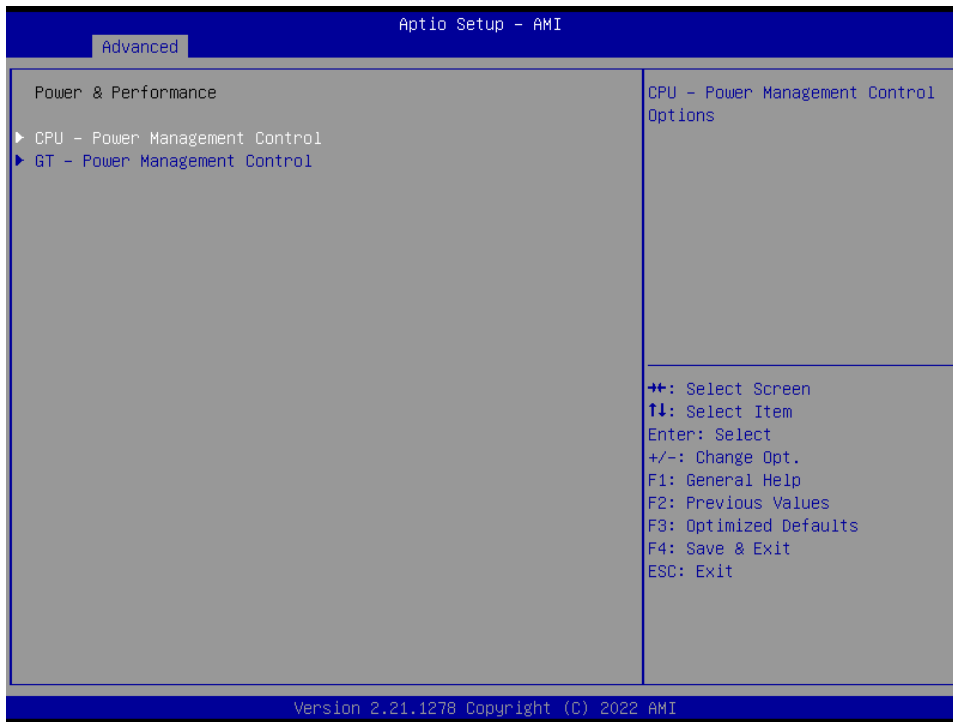 Aptio Setup – AMI
Advanced
Power & Performance
▶ CPU – Power Management Control
▶ GT – Power Management Control
CPU – Power Management Control
Options
→←: Select Screen
↑↓: Select Item
Enter: Select
+/-: Change Opt.
F1: General Help
F2: Previous Values
F3: Optimized Defaults
F4: Save & Exit
ESC: Exit
Version 2.21.1278 Copyright (C) 2022 AMI